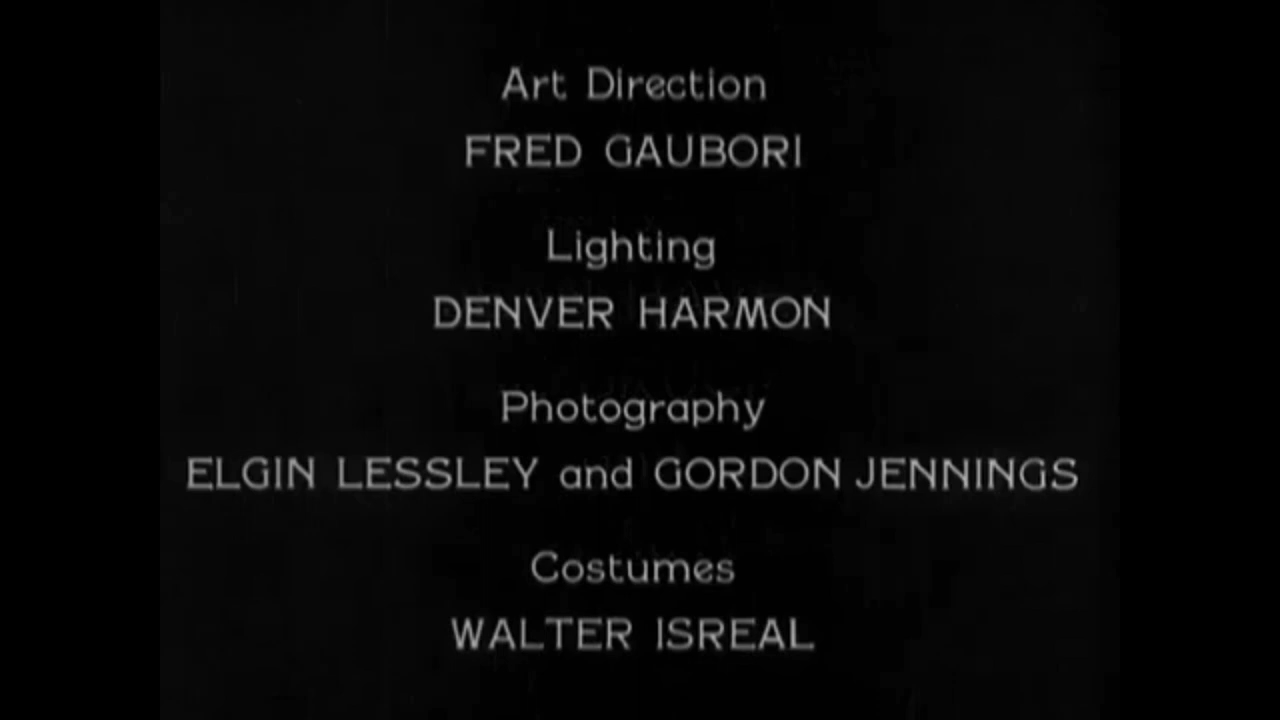 Art Direction
FRED GAUBORI
Lighting
DENVER HARMON
Photography
ELGIN LESSLEY and GORDON JENNINGS
Costumes
WALTER ISREAL